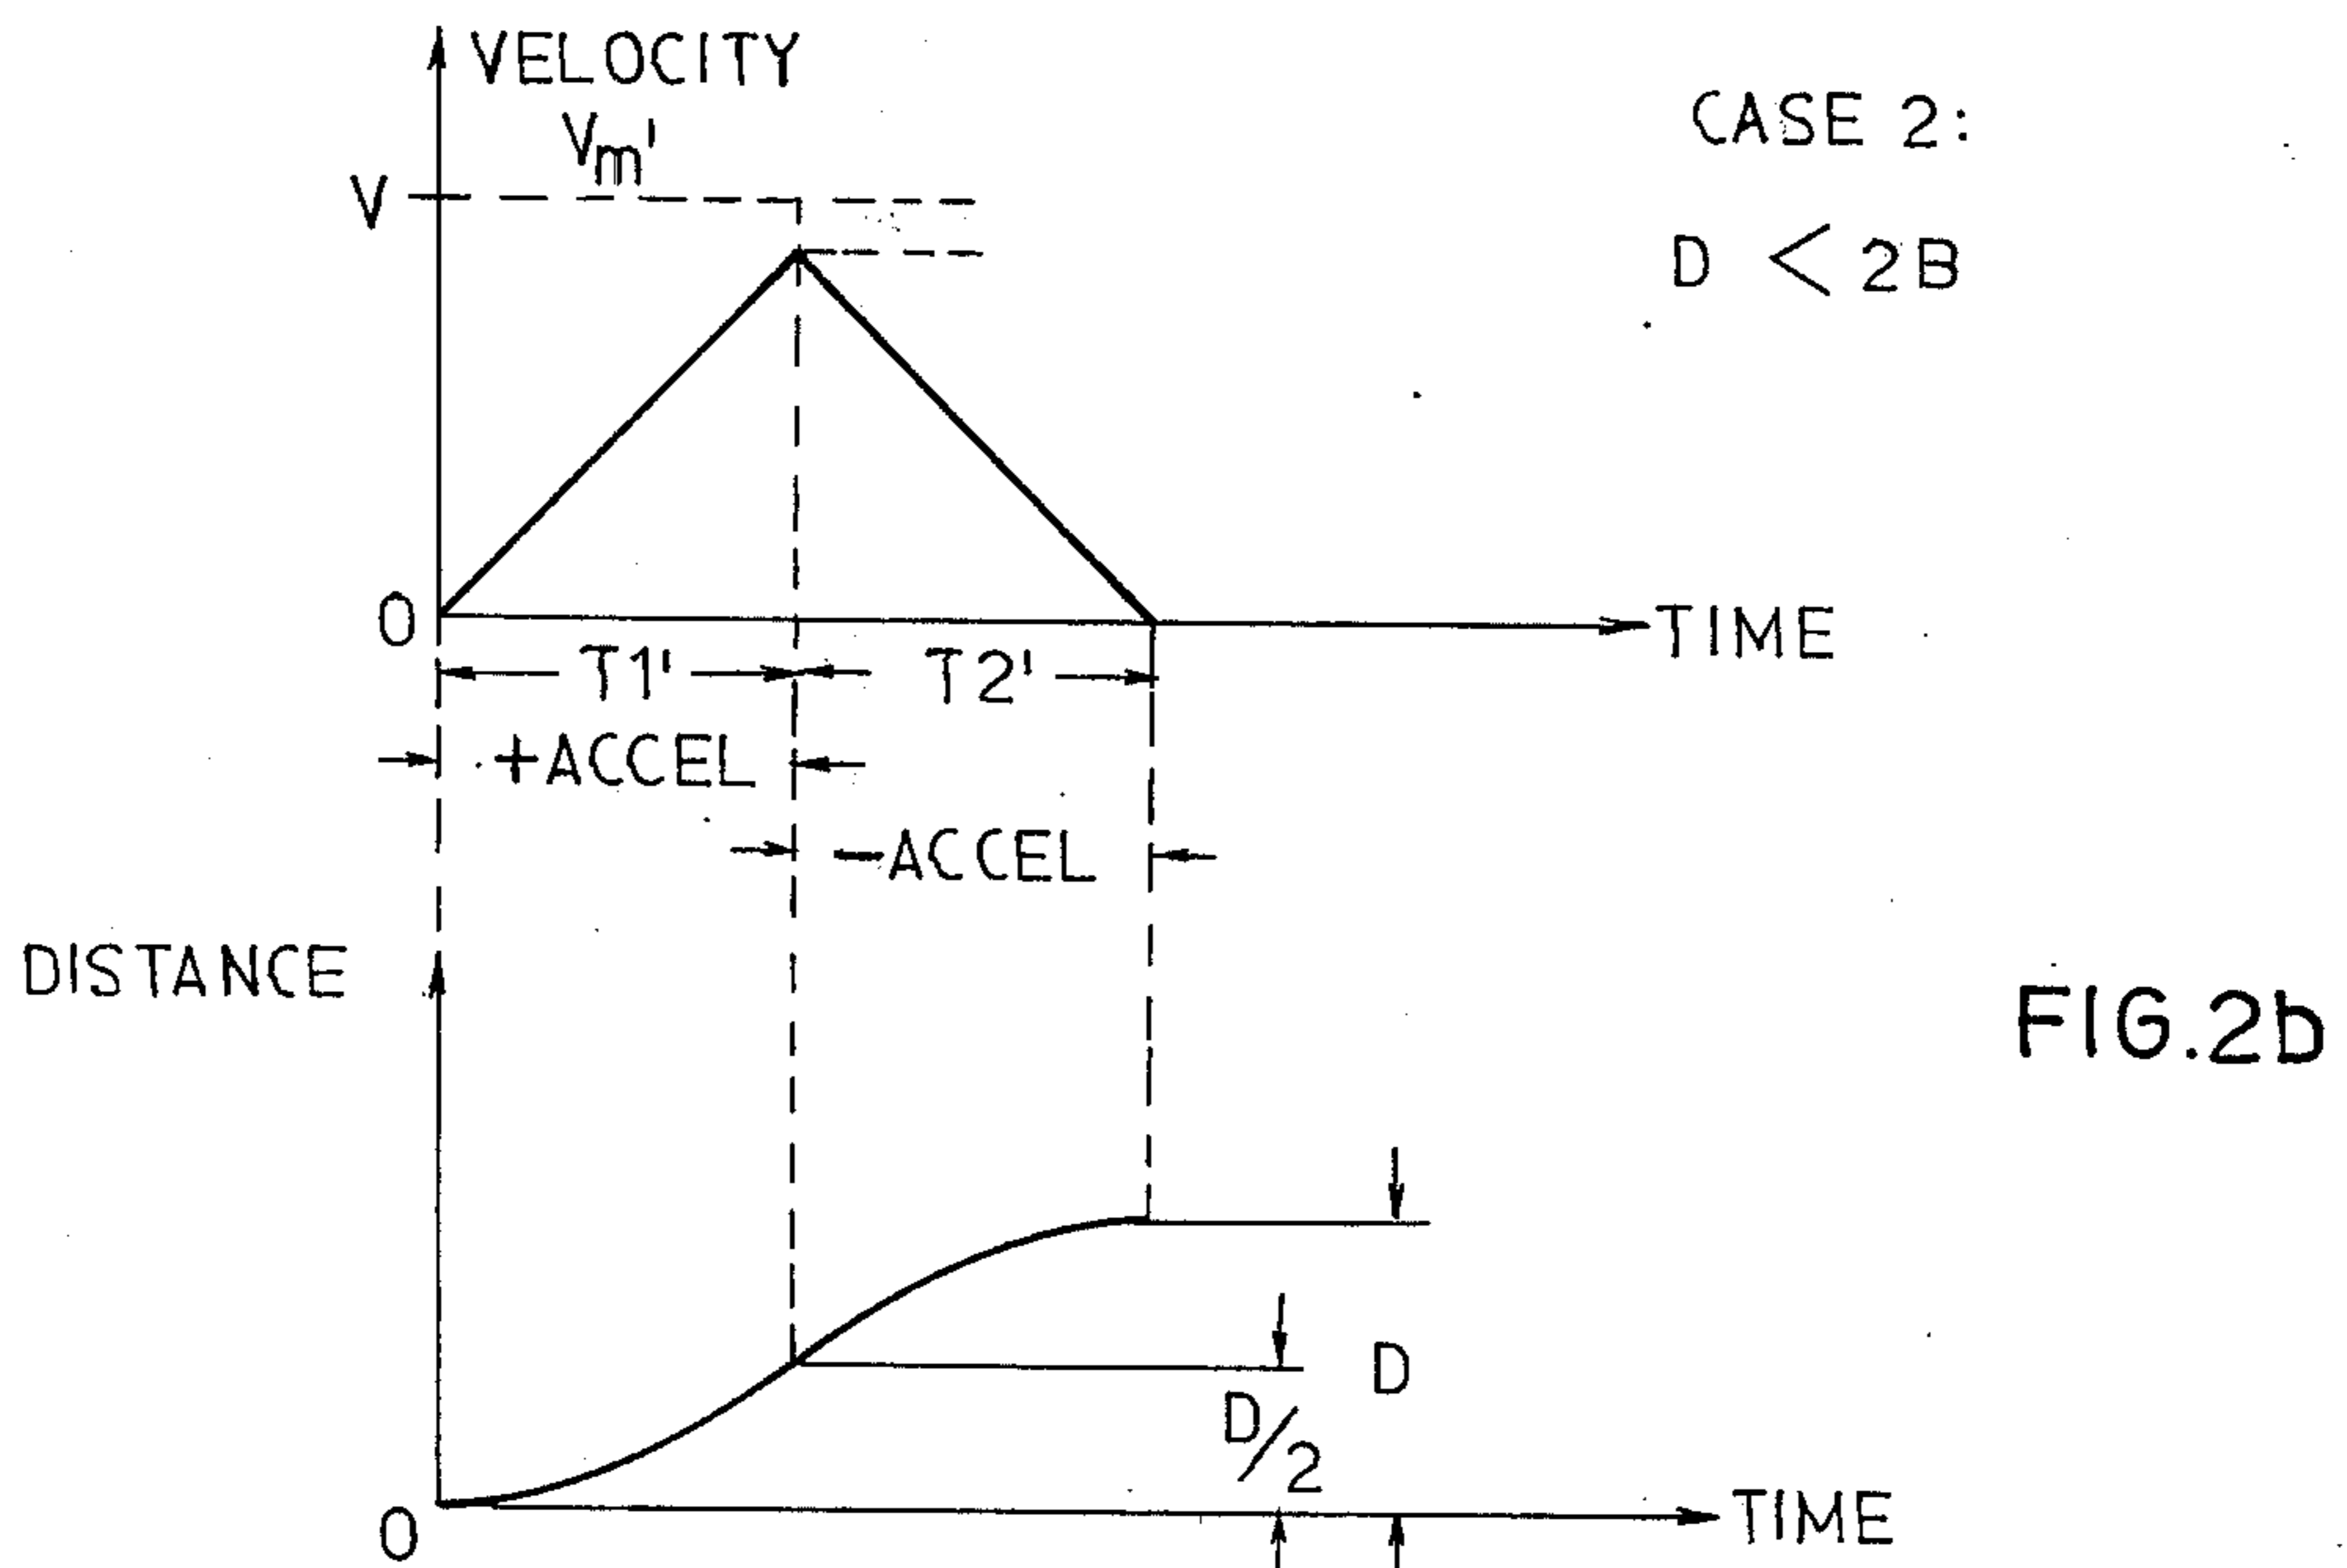 VELOCITY
Vm'
V
CASE 2:
D < 2B
0
TIME
T1'
T2'
+ACCEL
-ACCEL
DISTANCE
FIG.2b
D
D/2
0
TIME